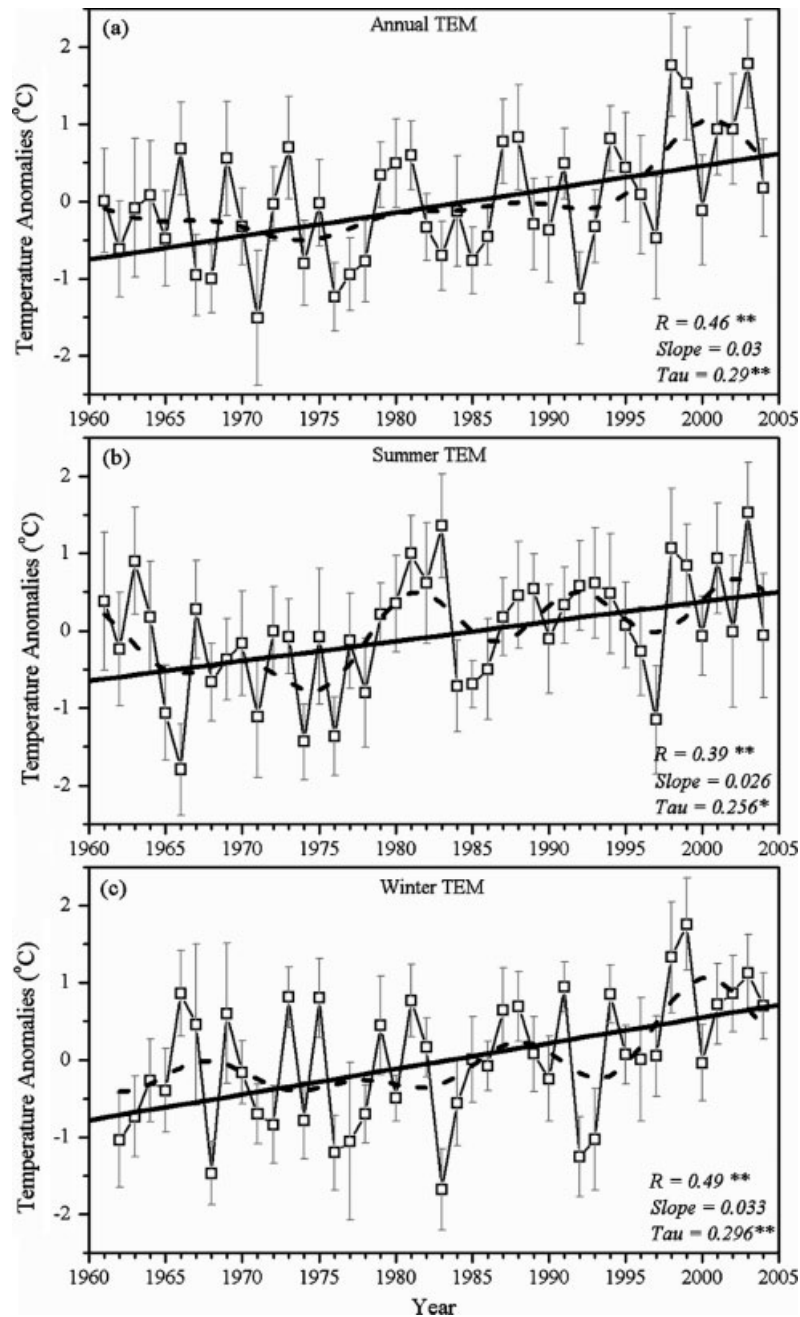 (a) Annual TEM
Temperature Anomalies (°C)
2
1
0
-1
-2
R = 0.46 **
Slope = 0.03
Tau = 0.29**
1960 1965 1970 1975 1980 1985 1990 1995 2000 2005
(b) Summer TEM
Temperature Anomalies (°C)
2
1
0
-1
-2
R = 0.39 **
Slope = 0.026
Tau = 0.256*
1960 1965 1970 1975 1980 1985 1990 1995 2000 2005
(c) Winter TEM
Temperature Anomalies (°C)
2
1
0
-1
-2
R = 0.49 **
Slope = 0.033
Tau = 0.296**
1960 1965 1970 1975 1980 1985 1990 1995 2000 2005
Year